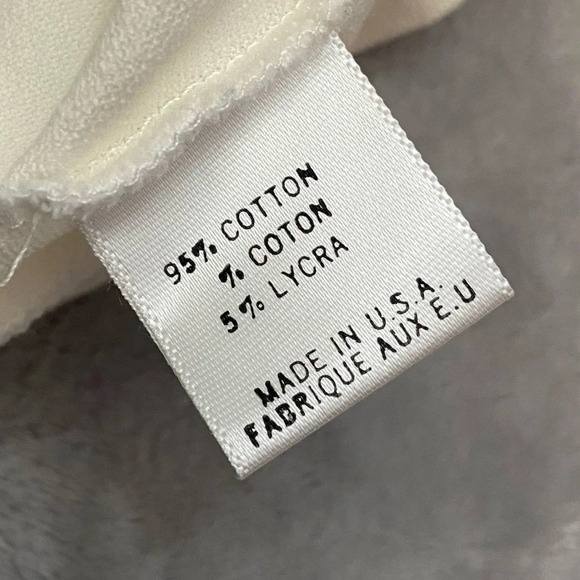 95% COTTON
% COTON
5% LYCRA
MADE IN U.S.A.
FABRIQUE AUX E.U